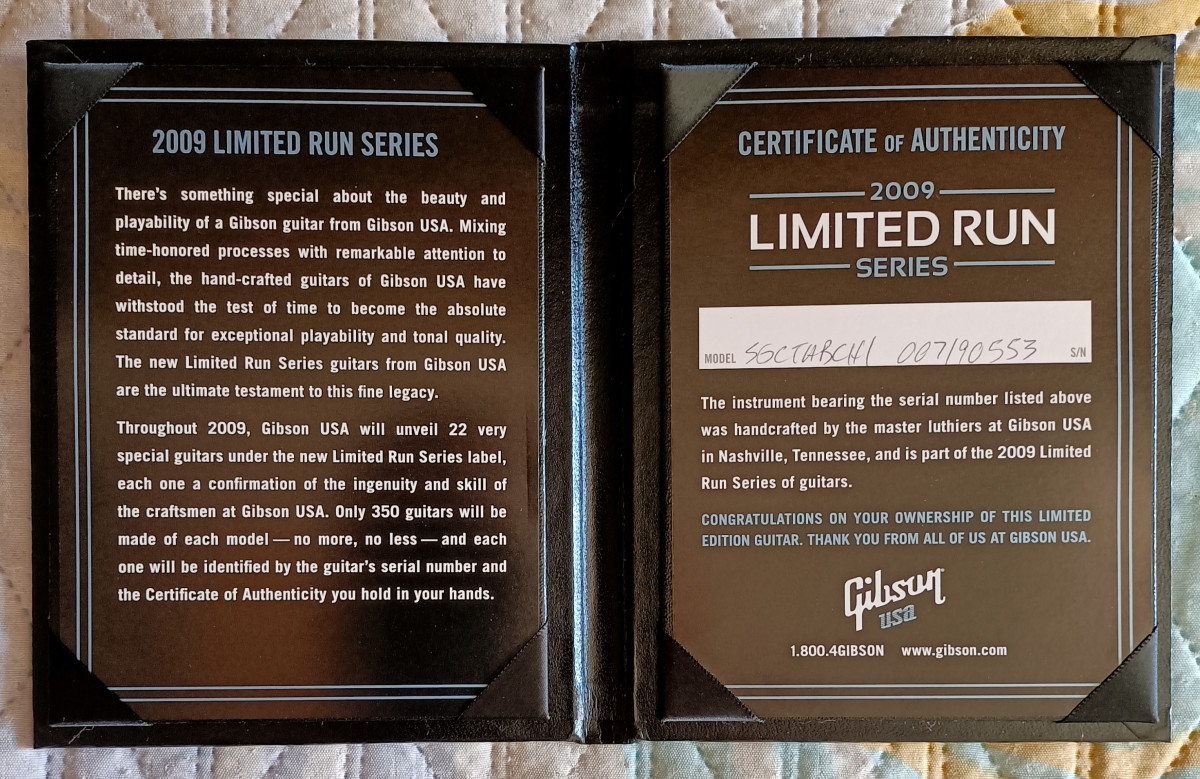 2009 LIMITED RUN SERIES
There's something special about the beauty and
playability of a Gibson guitar from Gibson USA. Mixing
time-honored processes with remarkable attention to
detail, the hand-crafted guitars of Gibson USA have
withstood the test of time to become the absolute
standard for exceptional playability and tonal quality.
The new Limited Run Series guitars from Gibson USA
are the ultimate testament to this fine legacy.
Throughout 2009, Gibson USA will unveil 22 very
special guitars under the new Limited Run Series label,
each one a confirmation of the ingenuity and skill of
the craftsmen at Gibson USA. Only 350 guitars will be
made of each model — no more, no less — and each
one will be identified by the guitar's serial number and
the Certificate of Authenticity you hold in your hands.
CERTIFICATE OF AUTHENTICITY
2009
LIMITED RUN
SERIES
MODEL SGCTABCH1 007190553 S/N
The instrument bearing the serial number listed above
was handcrafted by the master luthiers at Gibson USA
in Nashville, Tennessee, and is part of the 2009 Limited
Run Series of guitars.
CONGRATULATIONS ON YOUR OWNERSHIP OF THIS LIMITED
EDITION GUITAR. THANK YOU FROM ALL OF US AT GIBSON USA.
Gibson
usa
1.800.4GIBSON www.gibson.com